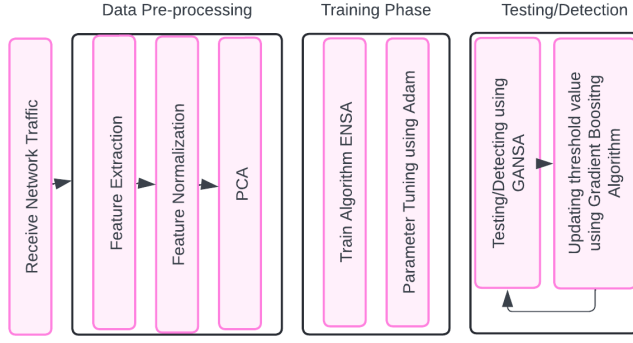 Data Pre-processing
Training Phase
Testing/Detection
Receive Network Traffic
Feature Extraction
Feature Normalization
PCA
Train Algorithm ENSA
Parameter Tuning using Adam
Testing/Detecting using
GANSA
Updating threshold value
using Gradient Boositng
Algorithm